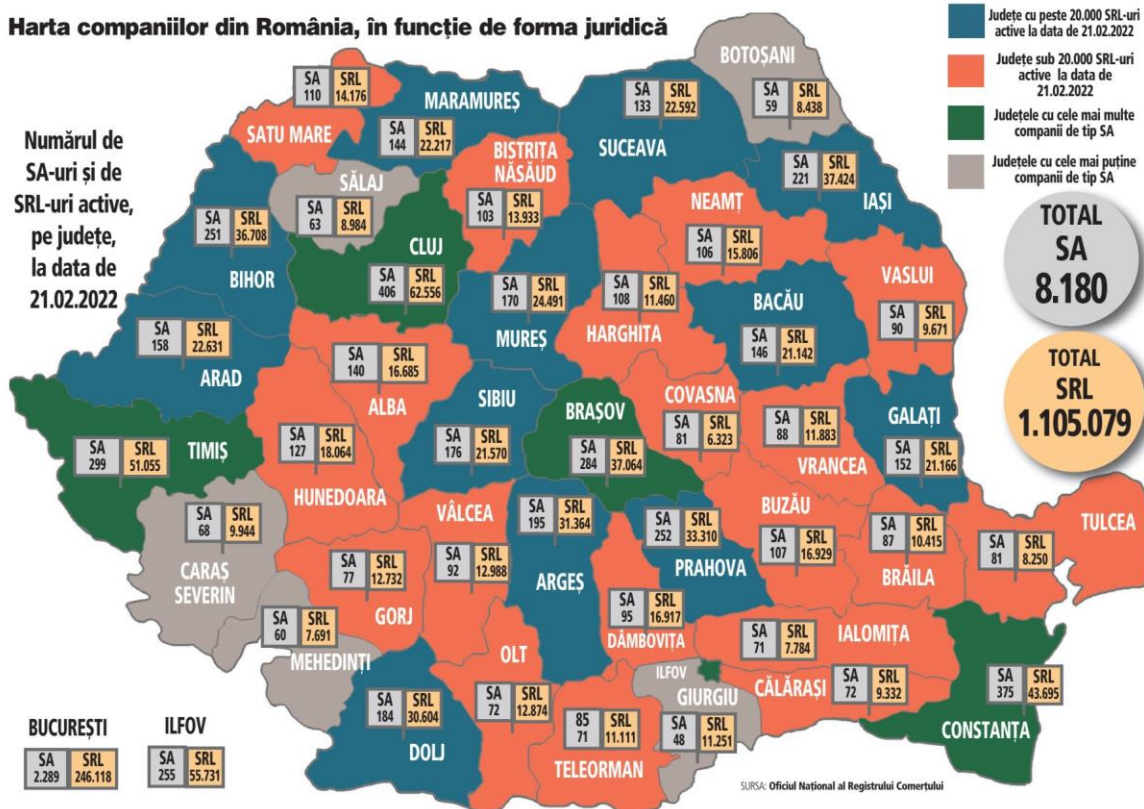 Harta companiilor din România, în funcție de forma juridică
Județe cu peste 20.000 SRL-uri
active la data de 21.02.2022
Județe sub 20.000 SRL-uri
active la data de
21.02.2022
Județele cu cele mai multe
companii de tip SA
Județele cu cele mai puține
companii de tip SA
Numărul de
SA-uri și de
SRL-uri active,
pe județe,
la data de
21.02.2022
TOTAL
SA
8.180
TOTAL
SRL
1.105.079
SA SRL
110 14.176
SATU MARE
MARAMUREȘ
SA SRL
144 22.217
SA SRL
133 22.592
SUCEAVA
BOTOȘANI
SA SRL
59 8.438
SA SRL
221 37.424
IAȘI
BISTRIȚA
NĂSĂUD
SA SRL
103 13.933
SĂLAJ
SA SRL
63 8.984
SA SRL
251 36.708
BIHOR
CLUJ
SA SRL
406 62.556
NEAMȚ
SA SRL
106 15.806
VASLUI
SA SRL
90 9.671
SA SRL
170 24.491
MUREȘ
SA SRL
108 11.460
HARGHITA
BACĂU
SA SRL
146 21.142
SA SRL
158 22.631
ARAD
SA SRL
140 16.685
ALBA
SIBIU
SA SRL
176 21.570
BRAȘOV
SA SRL
284 37.064
COVASNA
SA SRL
81 6.323
SA SRL
88 11.883
VRANCEA
GALAȚI
SA SRL
152 21.166
TIMIȘ
SA SRL
299 51.055
SA SRL
127 18.064
HUNEDOARA
SA SRL
68 9.944
CARAȘ
SEVERIN
VÂLCEA
SA SRL
92 12.988
SA SRL
195 31.364
ARGEȘ
SA SRL
252 33.310
PRAHOVA
BUZĂU
SA SRL
107 16.929
SA SRL
87 10.415
BRĂILA
TULCEA
SA SRL
81 8.250
SA SRL
77 12.732
GORJ
SA SRL
60 7.691
MEHEDINȚI
SA SRL
95 16.917
DÂMBOVIȚA
IALOMIȚA
SA SRL
71 7.784
OLT
SA SRL
72 12.874
SA SRL
184 30.604
DOLJ
85 SRL
71 11.111
TELEORMAN
ILFOV
GIURGIU
SA SRL
48 11.251
CĂLĂRAȘI
SA SRL
72 9.332
SA SRL
375 43.695
CONSTANȚA
BUCUREȘTI
SA SRL
2.289 246.118
ILFOV
SA SRL
255 55.731
SURSA: Oficiul Național al Registrului Comerțului